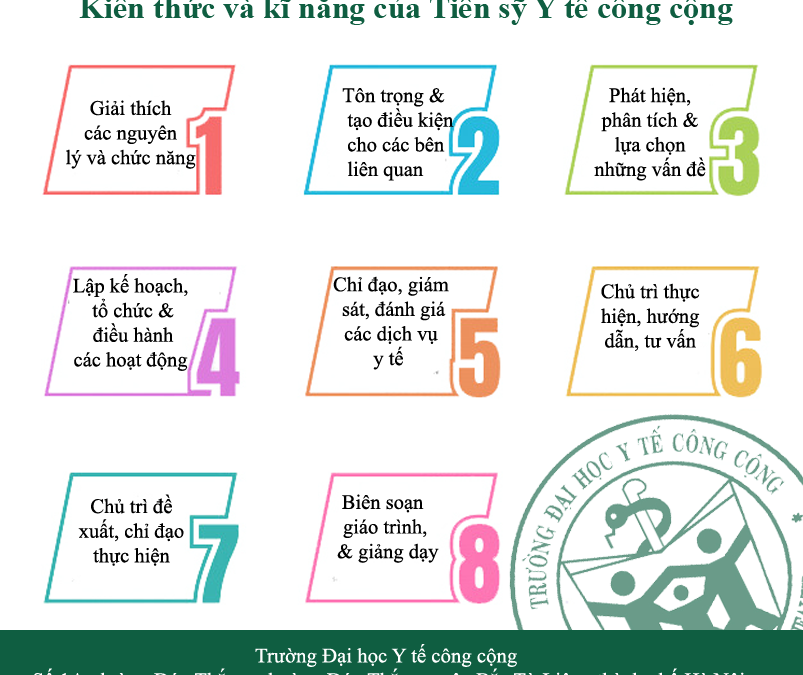 Kiến thức và kĩ năng của Tiến sỹ Y tế công cộng
Giải thích
các nguyên
lý và chức năng
1
Tôn trọng &
tạo điều kiện
cho các bên
liên quan
2
Phát hiện,
phân tích &
lựa chọn
những vấn đề
3
Lập kế hoạch,
tổ chức &
điều hành
các hoạt động
4
Chỉ đạo, giám
sát, đánh giá
các dịch vụ
y tế
5
Chủ trì thực
hiện, hướng
dẫn, tư vấn
6
Chủ trì đề
xuất, chỉ đạo
thực hiện
7
Biên soạn
giáo trình,
& giảng dạy
8
TRƯỜNG ĐẠI HỌC Y TẾ CÔNG CỘNG *
Trường Đại học Y tế công cộng